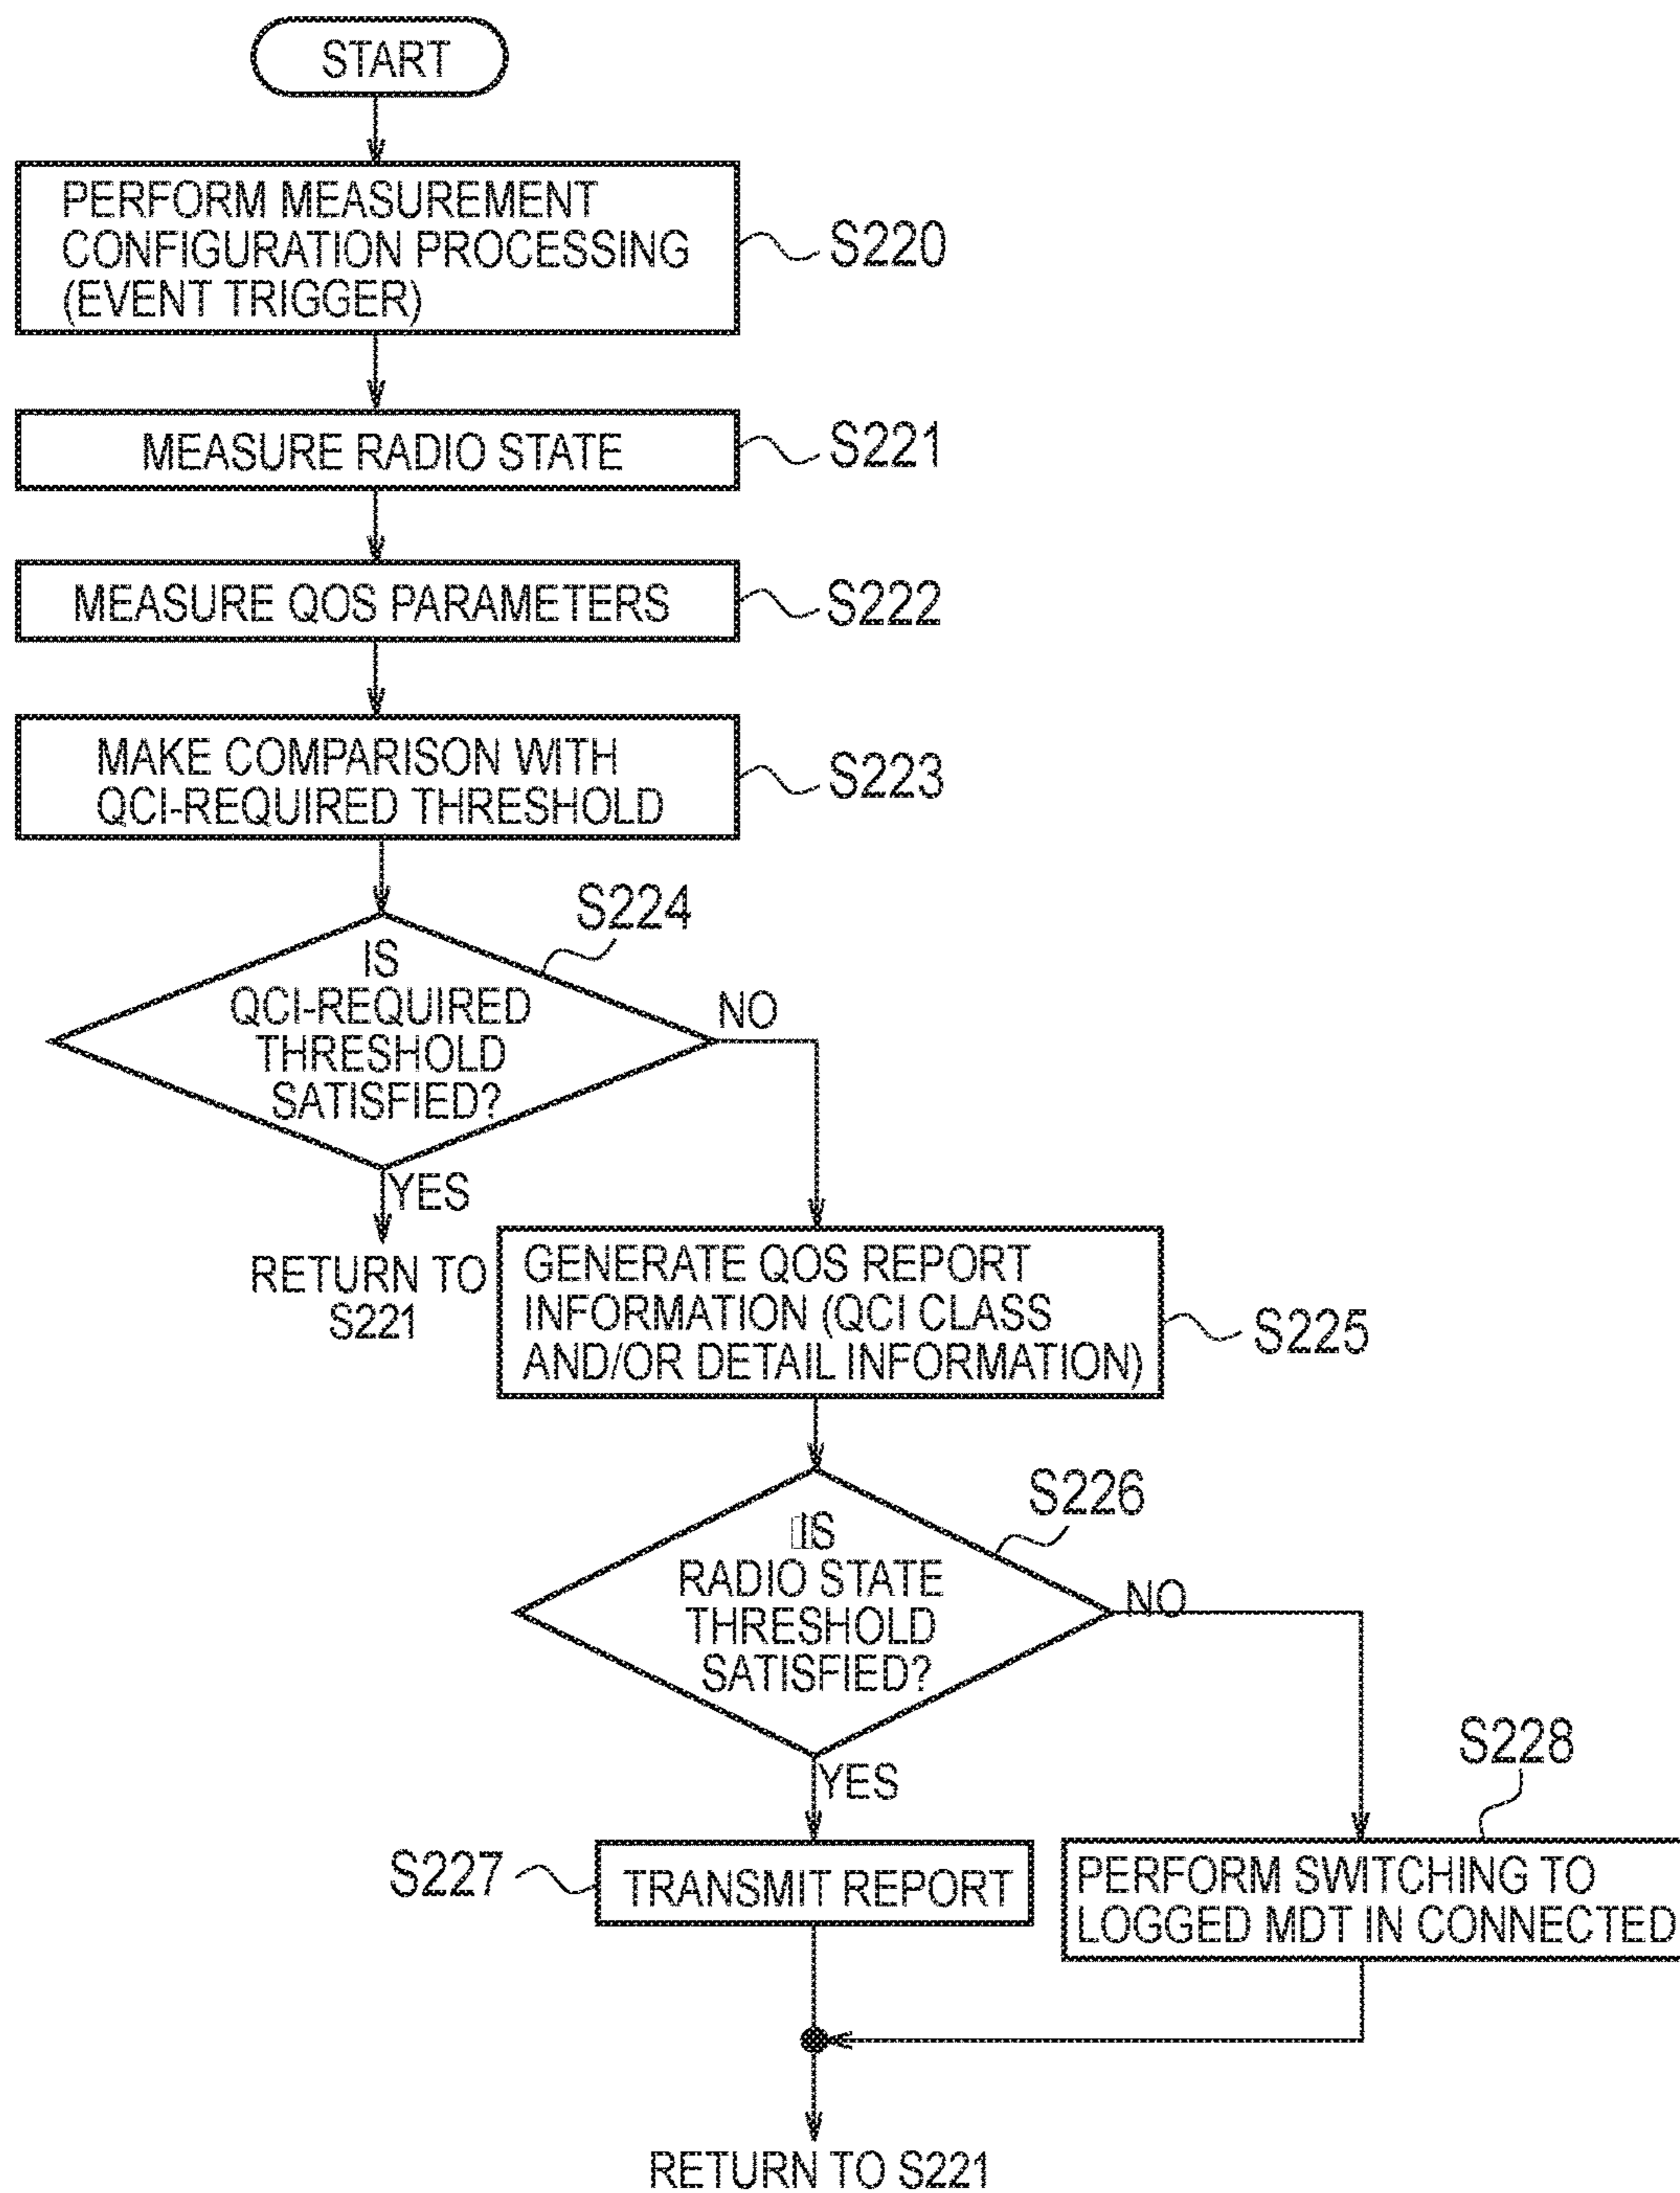 START
PERFORM MEASUREMENT
CONFIGURATION PROCESSING
(EVENT TRIGGER)
S220
MEASURE RADIO STATE
S221
MEASURE QOS PARAMETERS
S222
MAKE COMPARISON WITH
QCI-REQUIRED THRESHOLD
S223
S224
IS
QCI-REQUIRED
THRESHOLD
SATISFIED?
NO
YES
RETURN TO
S221
GENERATE QOS REPORT
INFORMATION (QCI CLASS
AND/OR DETAIL INFORMATION)
S225
S226
IS
RADIO STATE
THRESHOLD
SATISFIED?
NO
YES
S227
TRANSMIT REPORT
S228
PERFORM SWITCHING TO
LOGGED MDT IN CONNECTED
RETURN TO S221